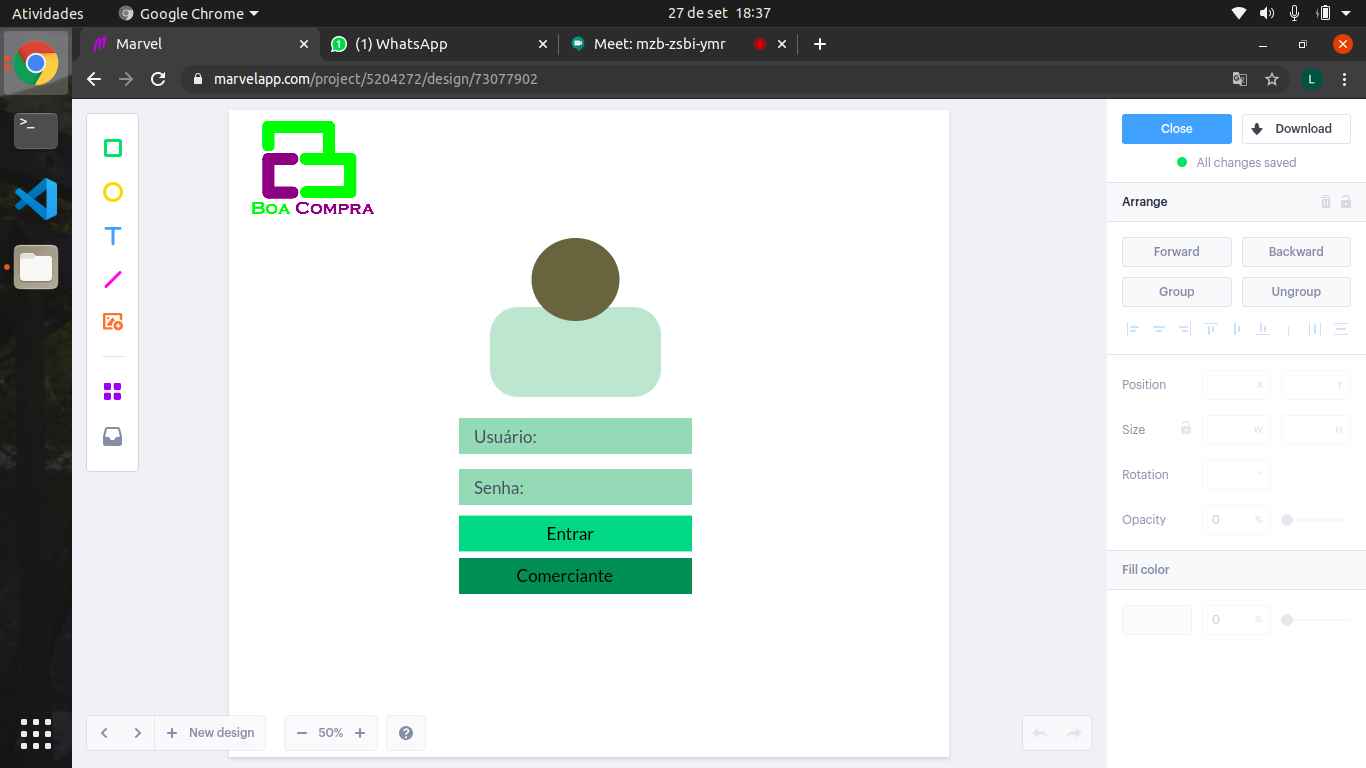 Atividades
Google Chrome
27 de set 18:37
Marvel
(1) WhatsApp
Meet: mzb-zsbi-ymr
marvelapp.com/project/5204272/design/73077902
L
>_
T
BOA COMPRA
Usuário:
Senha:
Entrar
Comerciante
Close
Download
All changes saved
Arrange
Forward
Backward
Group
Ungroup
Position X Y
Size W H
Rotation °
Opacity 0 %
Fill color
0 %
New design
50%
?